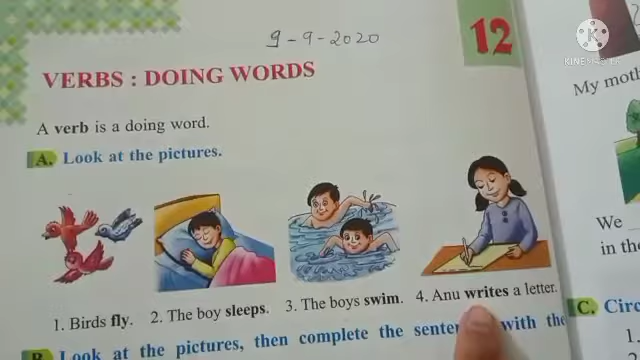 9-9-2020
12
KINEMASTER
VERBS : DOING WORDS
My moth
A verb is a doing word.
A. Look at the pictures.
We
in the
1. Birds fly. 2. The boy sleeps. 3. The boys swim. 4. Anu writes a letter.
B. Look at the pictures, then complete the senten with the
C. Circ
1.